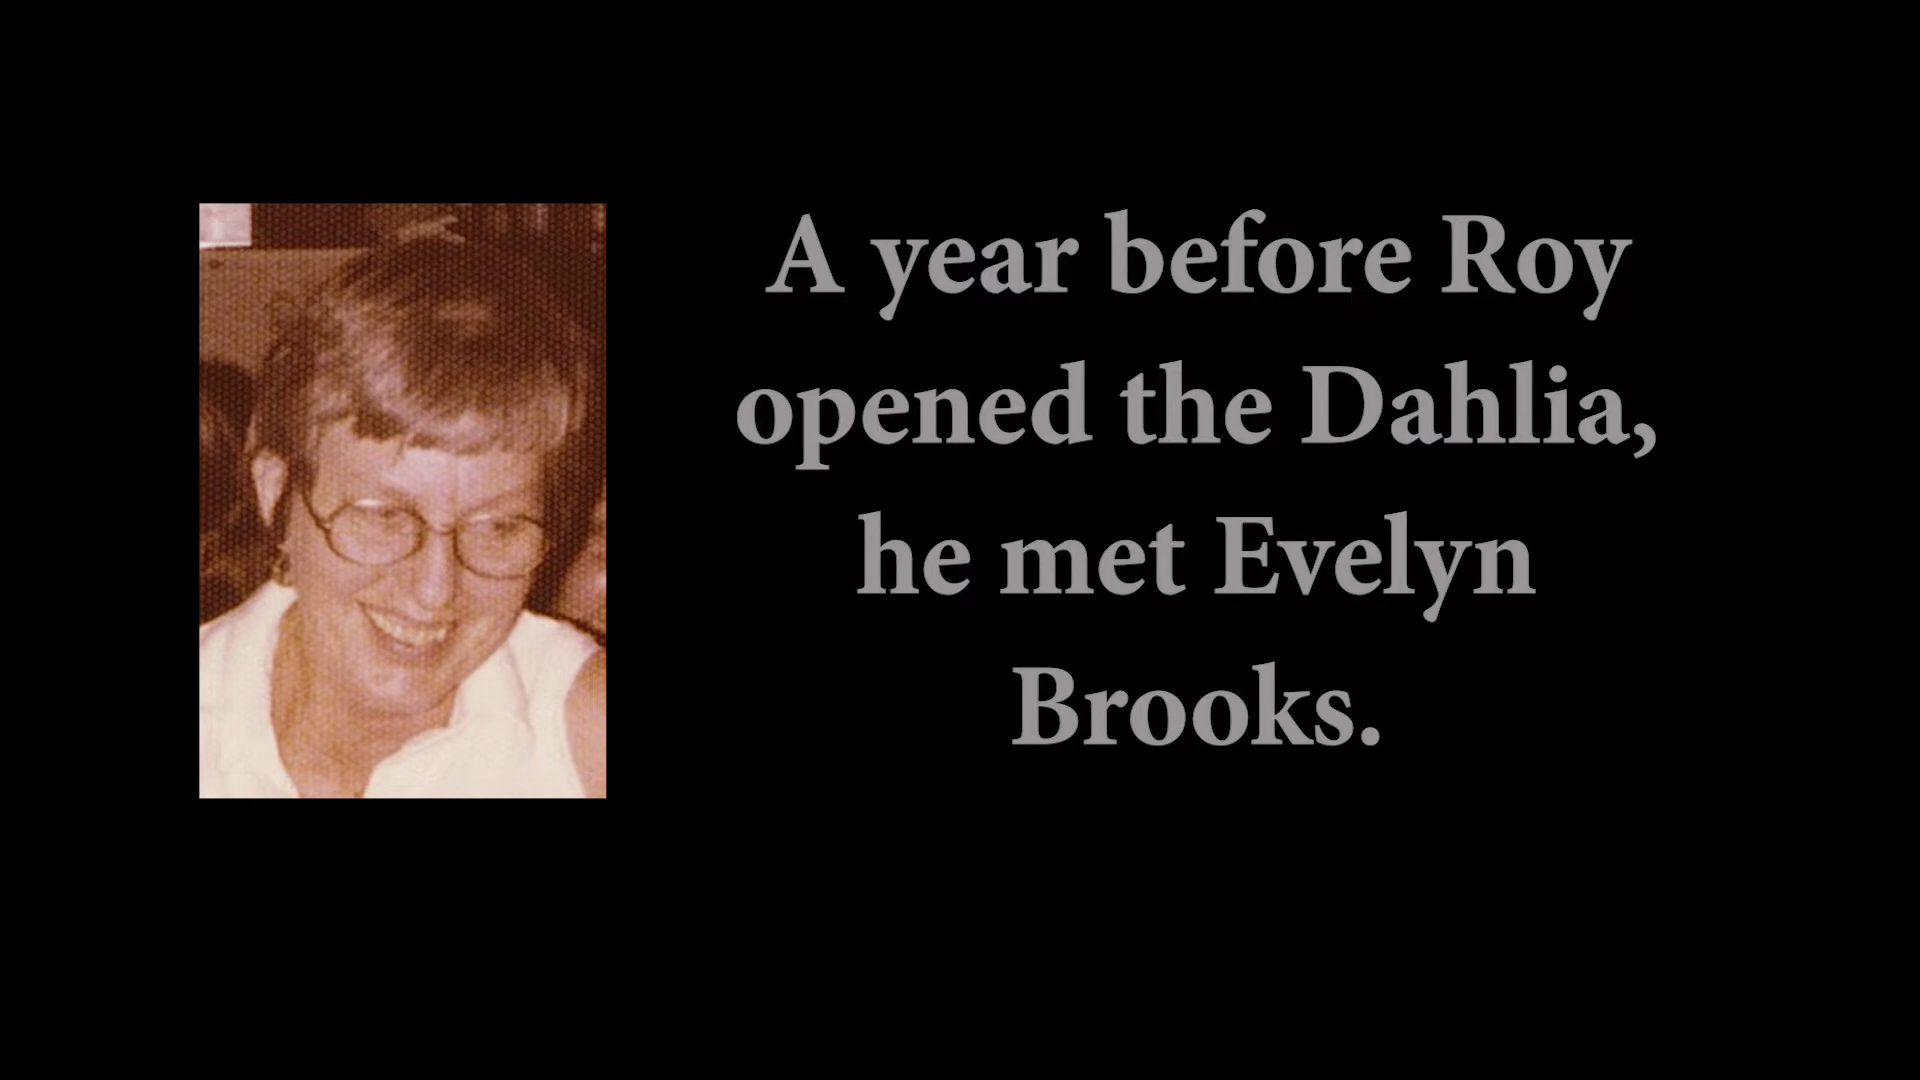 A year before Roy
opened the Dahlia,
he met Evelyn
Brooks.